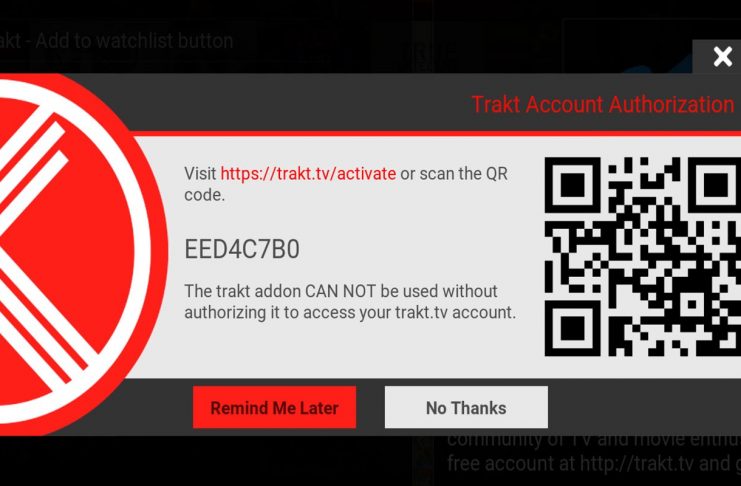 akt - Add to watchlist button
Trakt Account Authorization
Visit https://trakt.tv/activate or scan the QR
code.
EED4C7B0
The trakt addon CAN NOT be used without
authorizing it to access your trakt.tv account.
Remind Me Later
No Thanks
community of TV and movie enthu
free account at http://trakt.tv and g